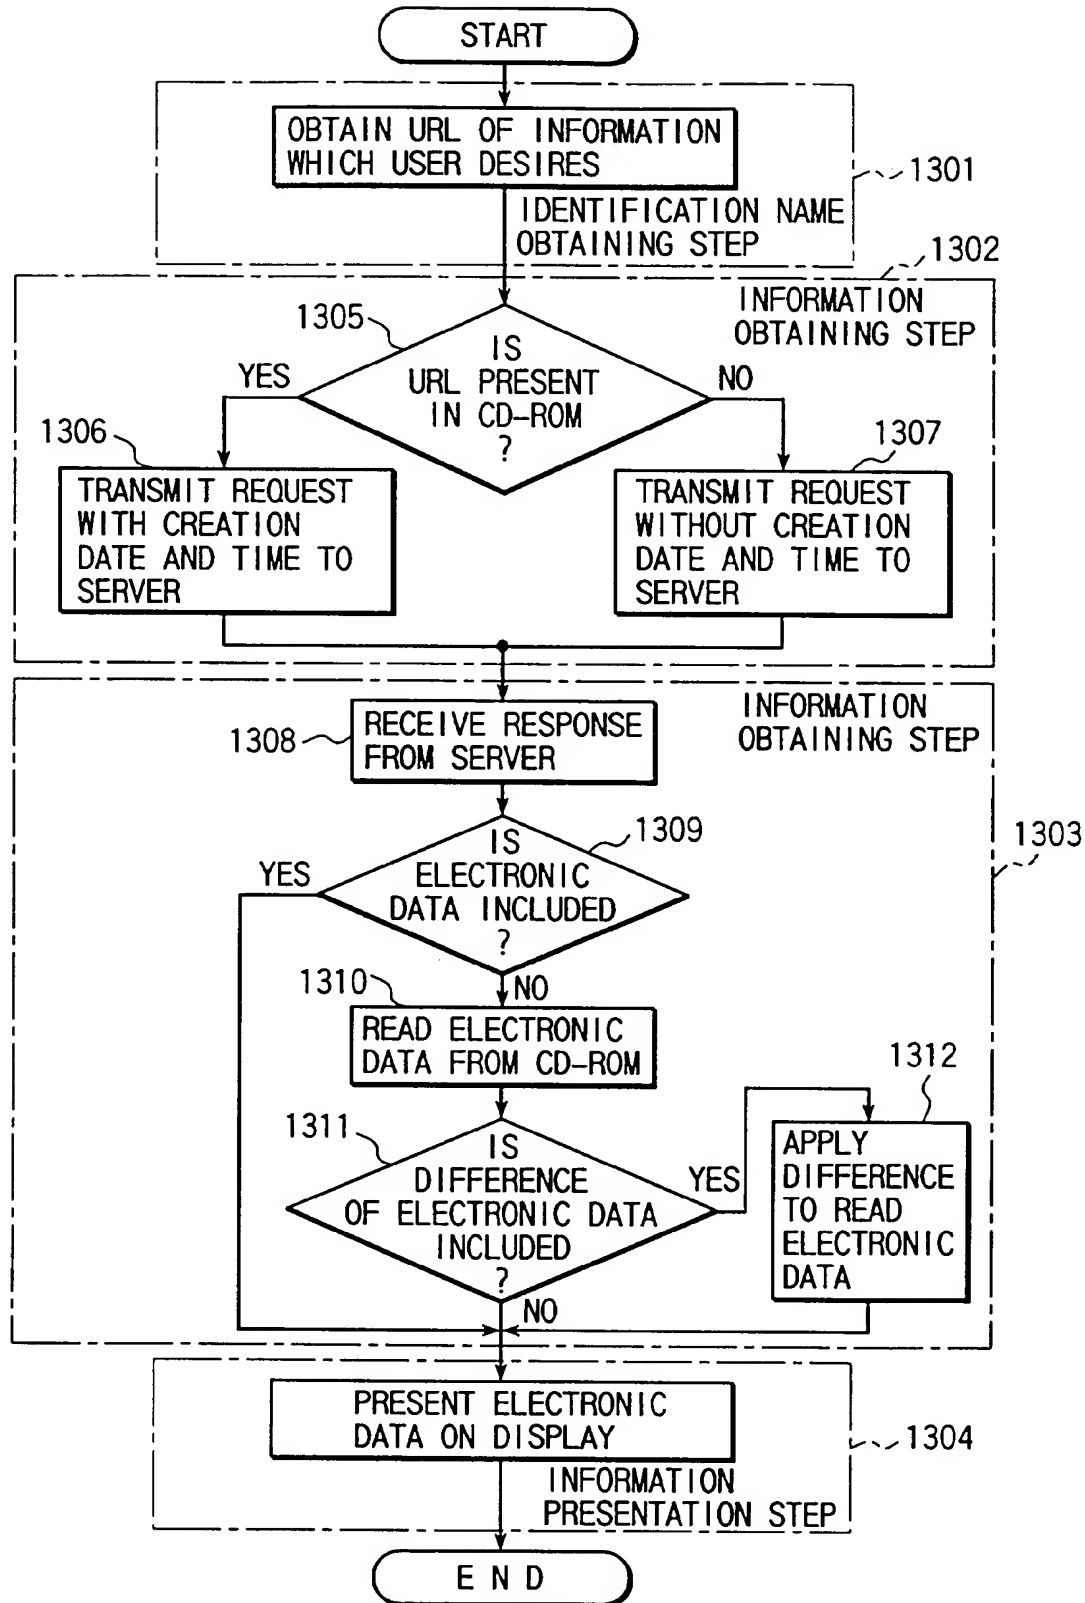 START
OBTAIN URL OF INFORMATION
WHICH USER DESIRES
1301
IDENTIFICATION NAME
OBTAINING STEP
1302
INFORMATION
OBTAINING STEP
1305
IS
URL PRESENT
IN CD-ROM
?
YES
NO
1306
TRANSMIT REQUEST
WITH CREATION
DATE AND TIME TO
SERVER
1307
TRANSMIT REQUEST
WITHOUT CREATION
DATE AND TIME TO
SERVER
INFORMATION
OBTAINING STEP
1308
RECEIVE RESPONSE
FROM SERVER
1303
1309
IS
ELECTRONIC
DATA INCLUDED
?
YES
NO
1310
READ ELECTRONIC
DATA FROM CD-ROM
1311
IS
DIFFERENCE
OF ELECTRONIC DATA
INCLUDED
?
YES
NO
1312
APPLY
DIFFERENCE
TO READ
ELECTRONIC
DATA
PRESENT ELECTRONIC
DATA ON DISPLAY
1304
INFORMATION
PRESENTATION STEP
END